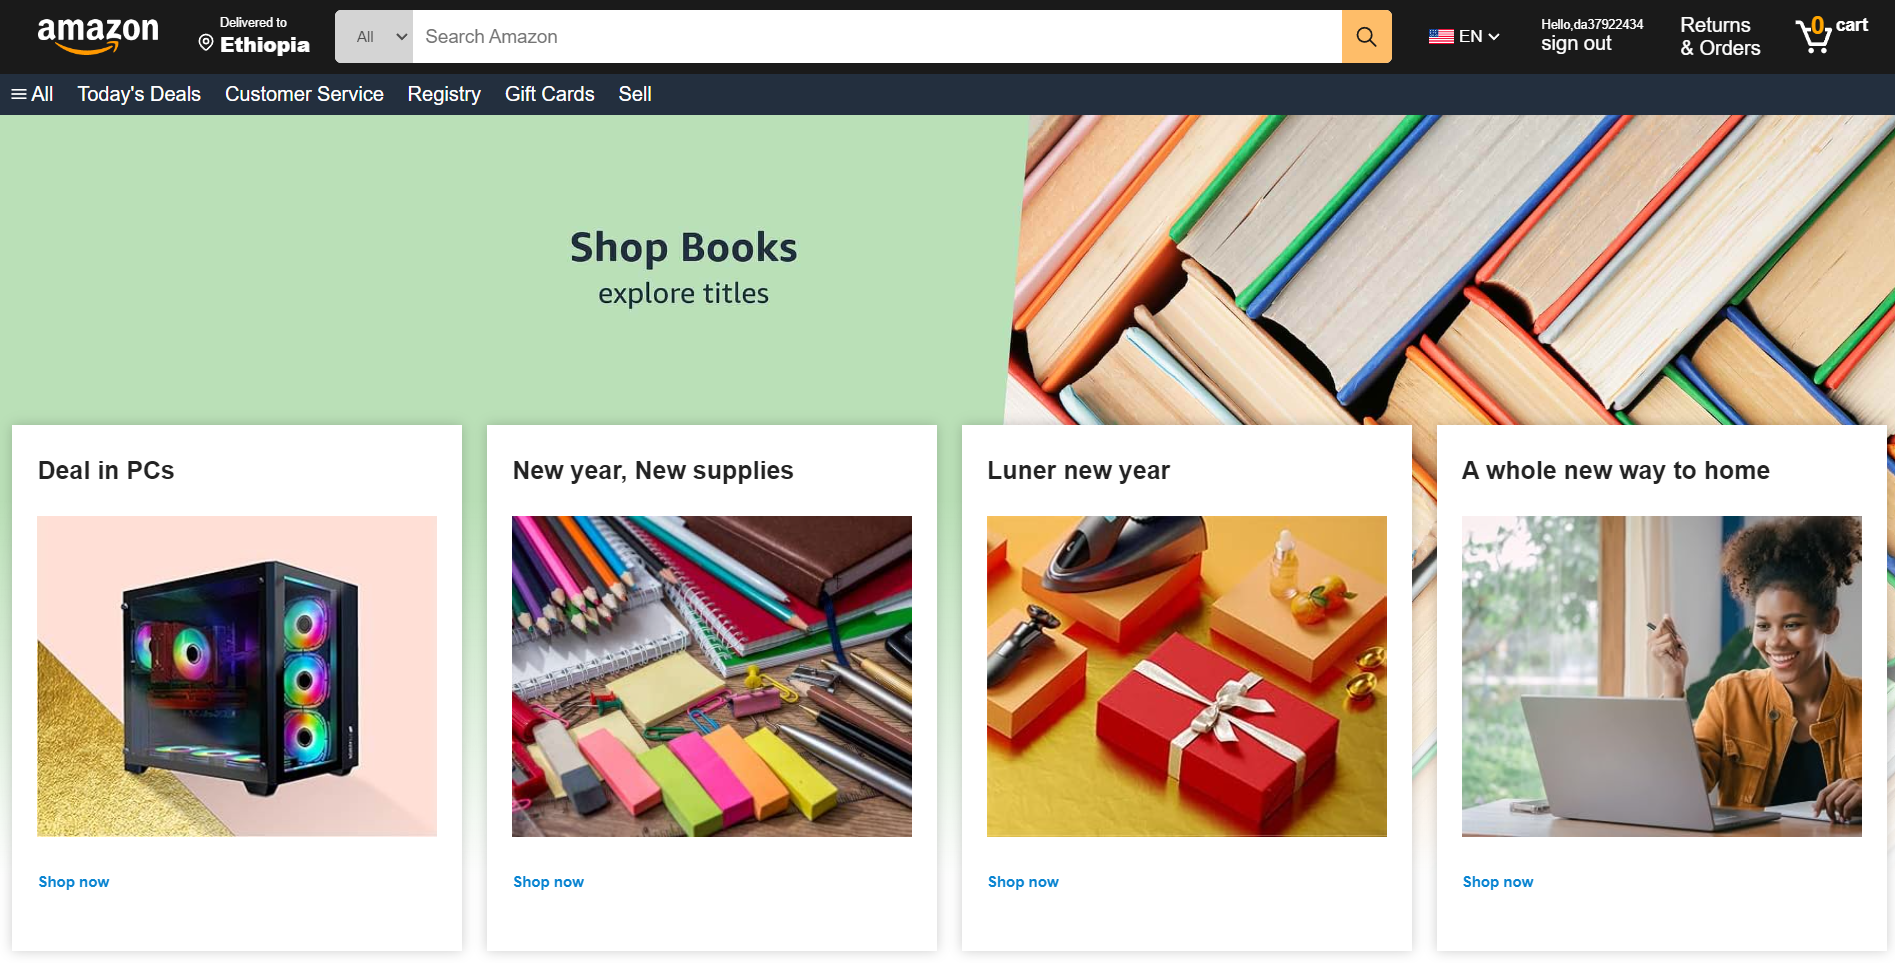 amazon
Delivered to
Ethiopia
All
Search Amazon
EN
Hello,da37922434
sign out
Returns
& Orders
0
cart
All
Today's Deals
Customer Service
Registry
Gift Cards
Sell
Shop Books
explore titles
Deal in PCs
New year, New supplies
Luner new year
A whole new way to home
Shop now
Shop now
Shop now
Shop now